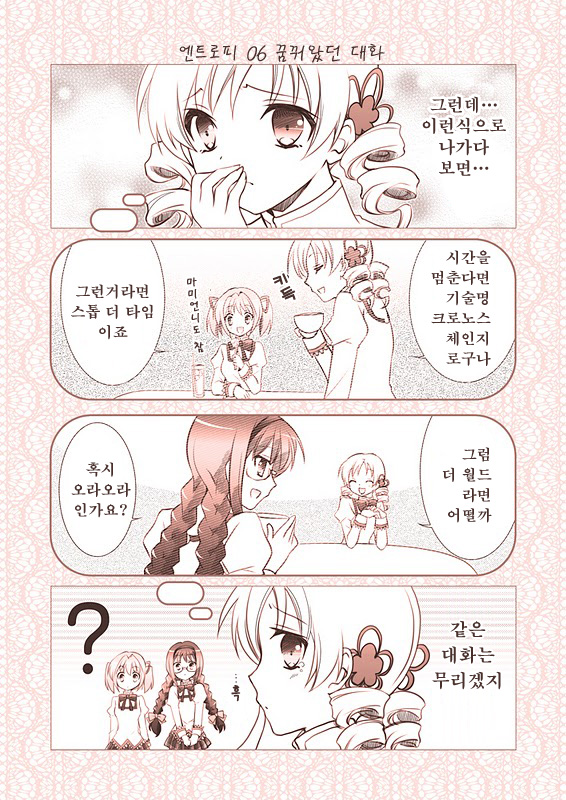 엔트로피 06 꿈꿔왔던 대화
그런데…
이런식으로
나가다
보면…
시간을
멈춘다면
기술명
크로노스
체인지
로구나
키득
마미언니도 참
그런거라면
스톱 더 타임
이죠
그럼
더 월드
라면
어떨까
혹시
오라오라
인가요?
같은
대화는
무리겠지
…흑
?